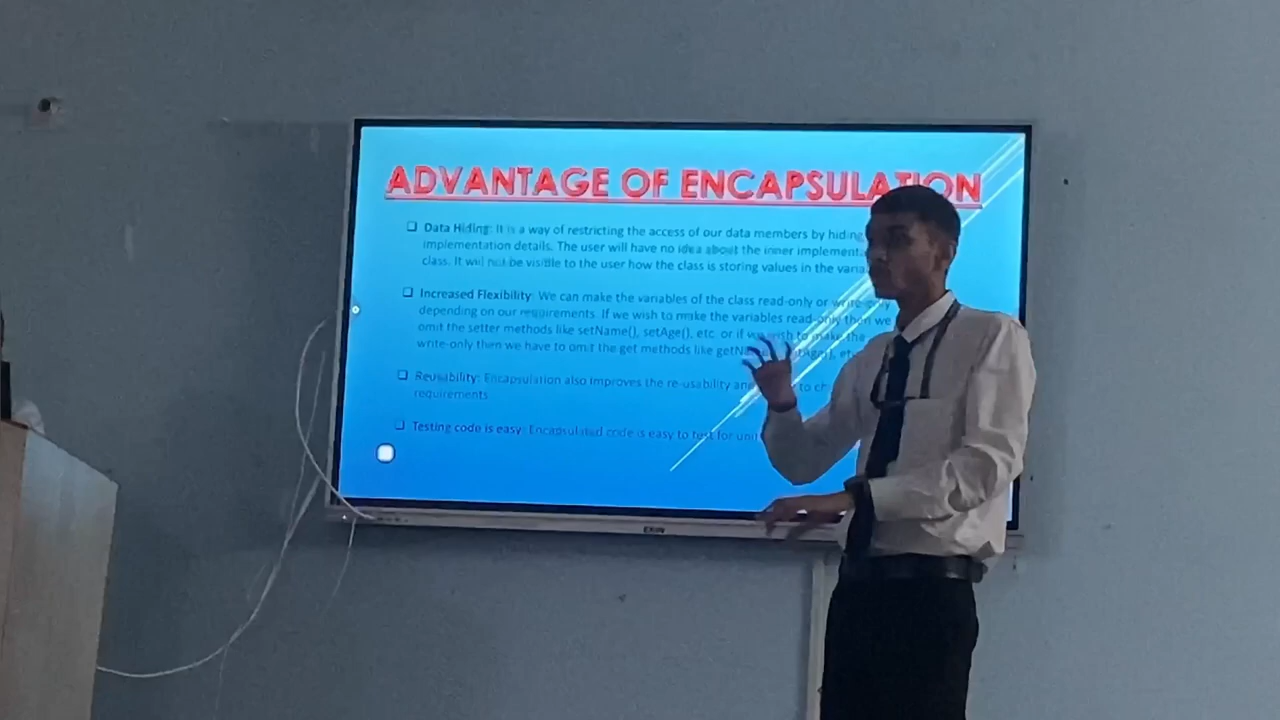 ADVANTAGE OF ENCAPSULATION
Data Hiding: It is a way of restricting the access of our data members by hiding
implementation details. The user will have no idea about the inner
class. It will not be visible to the user how the class is storing values in the
Increased Flexibility: We can make the variables of the class read-only or write-only
depending on our requirements. If we wish to make the variables read-only then we
omit the setter methods like setName(), setAge(), etc. or if we wish to make the
write-only then we have to omit the get methods like
Reusability: Encapsulation also improves the re-usability and to
requirements.
Testing code is easy: Encapsulated code is easy to test for unit